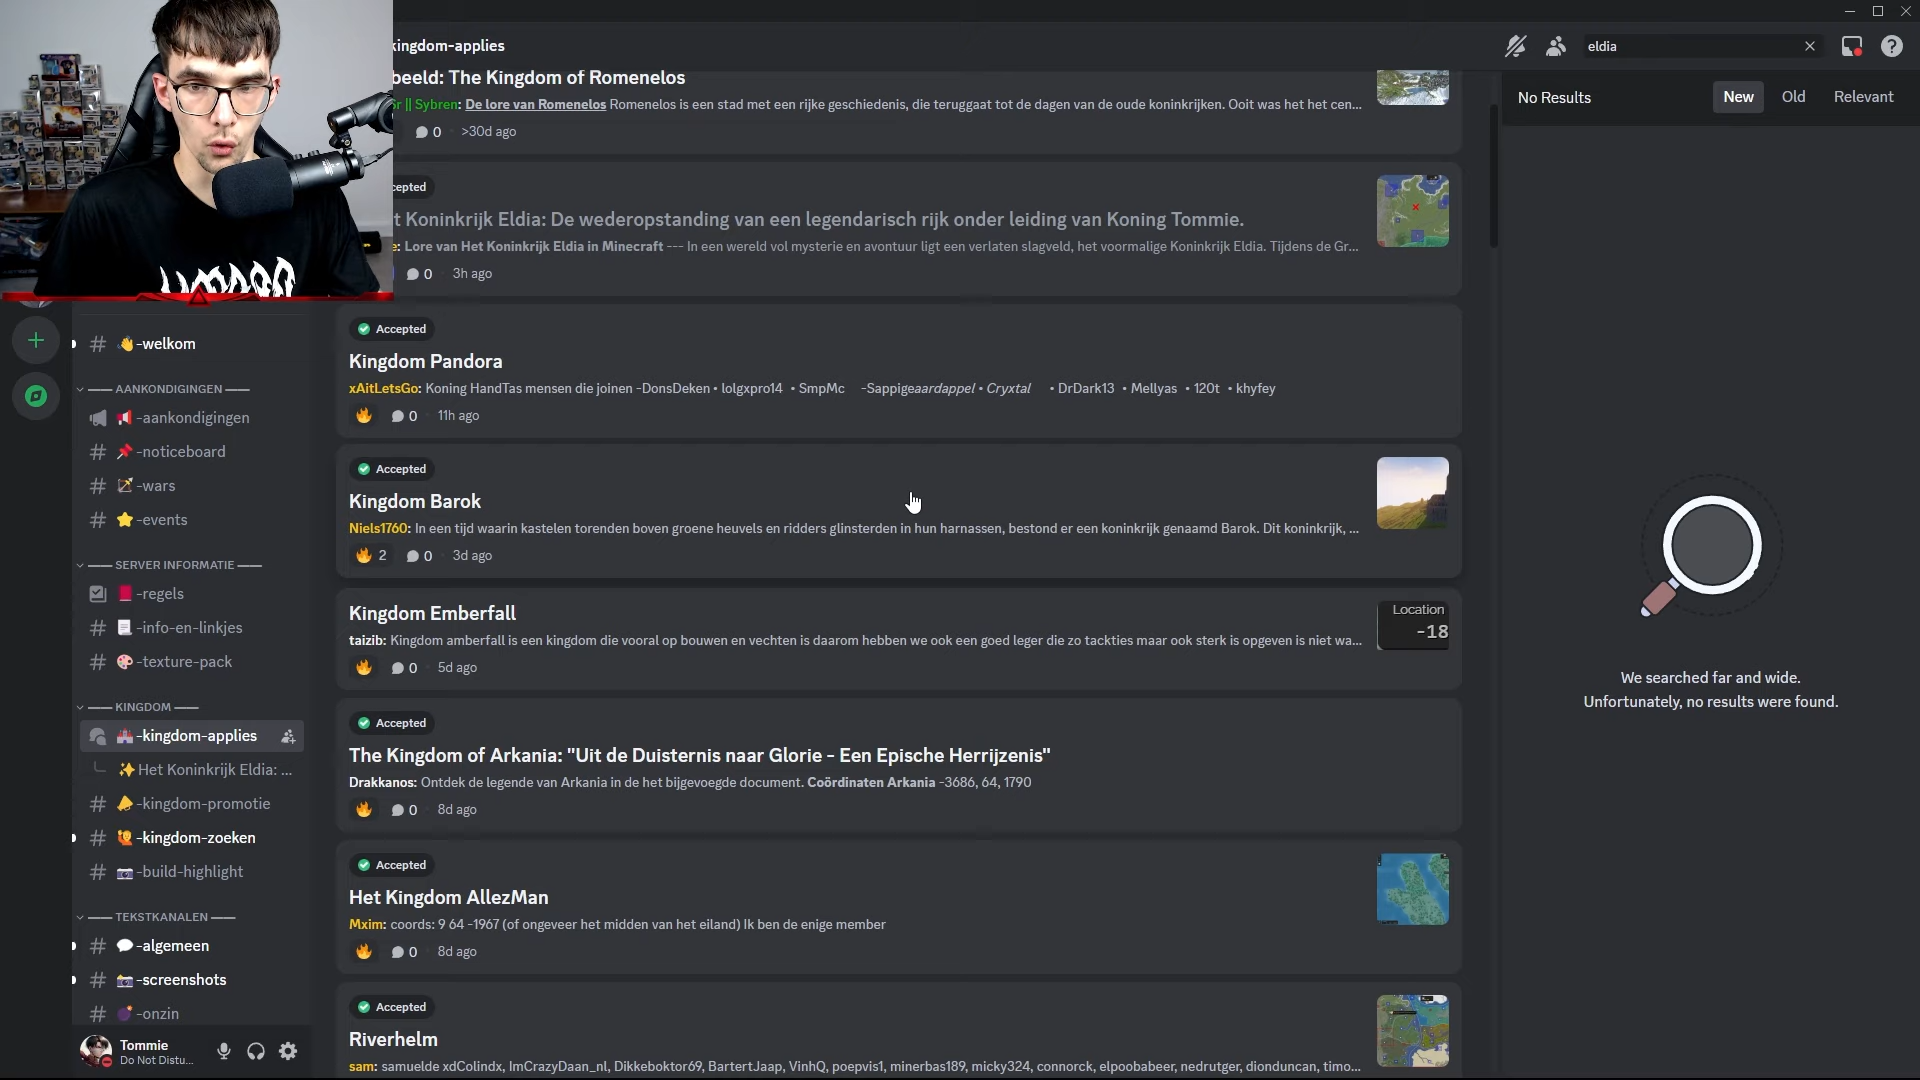 kingdom-applies
eldia
beeld: The Kingdom of Romenelos
r || Sybren: De lore van Romenelos Romenelos is een stad met een rijke geschiedenis, die teruggaat tot de dagen van de oude koninkrijken. Ooit was het het cen...
0 >30d ago
No Results
New
Old
Relevant
cepted
t Koninkrijk Eldia: De wederopstanding van een legendarisch rijk onder leiding van Koning Tommie.
e: Lore van Het Koninkrijk Eldia in Minecraft --- In een wereld vol mysterie en avontuur ligt een verlaten slagveld, het voormalige Koninkrijk Eldia. Tijdens de Gr...
0 3h ago
Accepted
Kingdom Pandora
xAitLetsGo: Koning HandTas mensen die joinen -DonsDeken • lolgxpro14 • SmpMc -Sappigeaardappel • Cryxtal • DrDark13 • Mellyas • 120t • khyfey
0 11h ago
Accepted
Kingdom Barok
Niels1760: In een tijd waarin kastelen torenden boven groene heuvels en ridders glinsterden in hun harnassen, bestond er een koninkrijk genaamd Barok. Dit koninkrijk, ...
2 0 3d ago
Kingdom Emberfall
taizib: Kingdom amberfall is een kingdom die vooral op bouwen en vechten is daarom hebben we ook een goed leger die zo tackties maar ook sterk is opgeven is niet wa...
0 5d ago
Location
-18
Accepted
The Kingdom of Arkania: "Uit de Duisternis naar Glorie - Een Epische Herrijzenis"
Drakkanos: Ontdek de legende van Arkania in de het bijgevoegde document. Coördinaten Arkania -3686, 64, 1790
0 8d ago
Accepted
Het Kingdom AllezMan
Mxim: coords: 9 64 -1967 (of ongeveer het midden van het eiland) Ik ben de enige member
0 8d ago
Accepted
Riverhelm
sam: samuelde xdColindx, ImCrazyDaan_nl, Dikkeboktor69, BartertJaap, VinhQ, poepvis1, minerbas189, micky324, connorck, elpoobabeer, nedrutger, dionduncan, timo...
We searched far and wide.
Unfortunately, no results were found.
# -welkom
AANKONDIGINGEN
-aankondigingen
# -noticeboard
# -wars
# -events
SERVER INFORMATIE
-regels
# -info-en-linkjes
# -texture-pack
KINGDOM
-kingdom-applies
Het Koninkrijk Eldia: ...
# -kingdom-promotie
# -kingdom-zoeken
# -build-highlight
TEKSTKANALEN
# -algemeen
# -screenshots
# -onzin
Tommie
Do Not Distu...